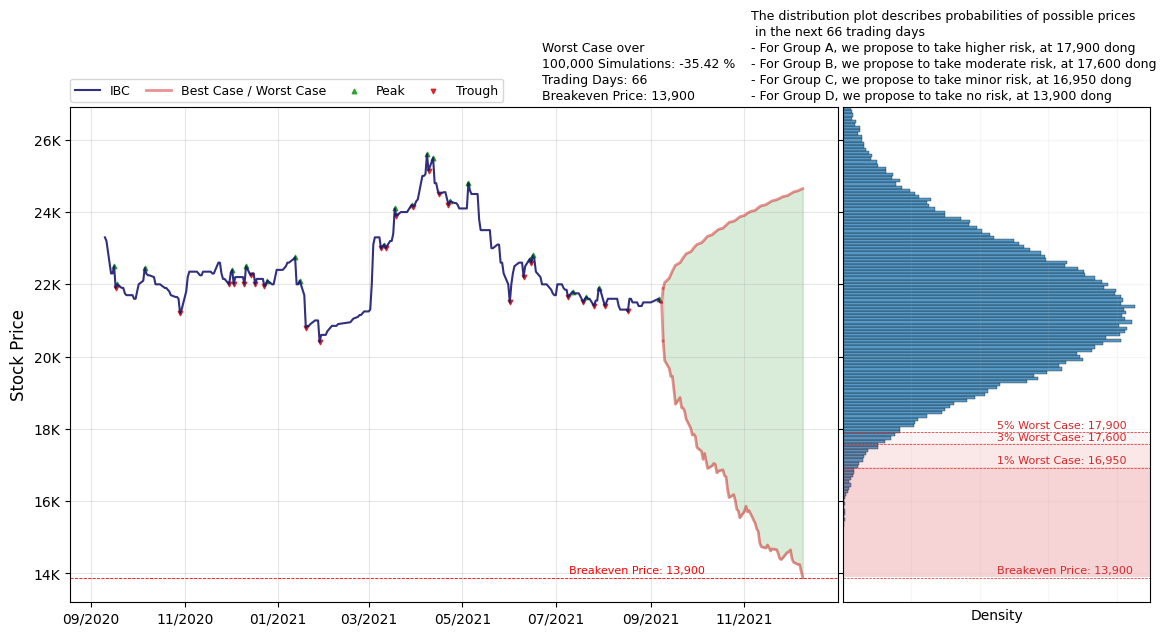 The distribution plot describes probabilities of possible prices
in the next 66 trading days
- For Group A, we propose to take higher risk, at 17,900 dong
- For Group B, we propose to take moderate risk, at 17,600 dong
- For Group C, we propose to take minor risk, at 16,950 dong
- For Group D, we propose to take no risk, at 13,900 dong
Worst Case over
100,000 Simulations: -35.42 %
Trading Days: 66
Breakeven Price: 13,900
IBC
Best Case / Worst Case
Peak
Trough
Stock Price
26K
24K
22K
20K
18K
16K
14K
Breakeven Price: 13,900
09/2020
11/2020
01/2021
03/2021
05/2021
07/2021
09/2021
11/2021
5% Worst Case: 17,900
3% Worst Case: 17,600
1% Worst Case: 16,950
Breakeven Price: 13,900
Density